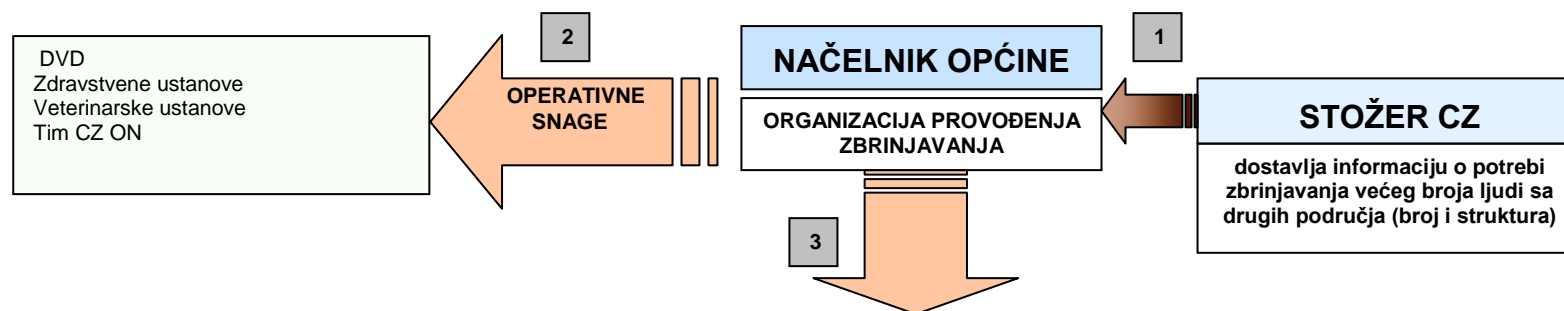 2
1
DVD
Zdravstvene ustanove
Veterinarske ustanove
Tim CZ ON
OPERATIVNE
SNAGE
NAČELNIK OPĆINE
ORGANIZACIJA PROVOĐENJA
ZBRINJAVANJA
STOŽER CZ
dostavlja informaciju o potrebi
zbrinjavanja većeg broja ljudi sa
drugih područja (broj i struktura)
3